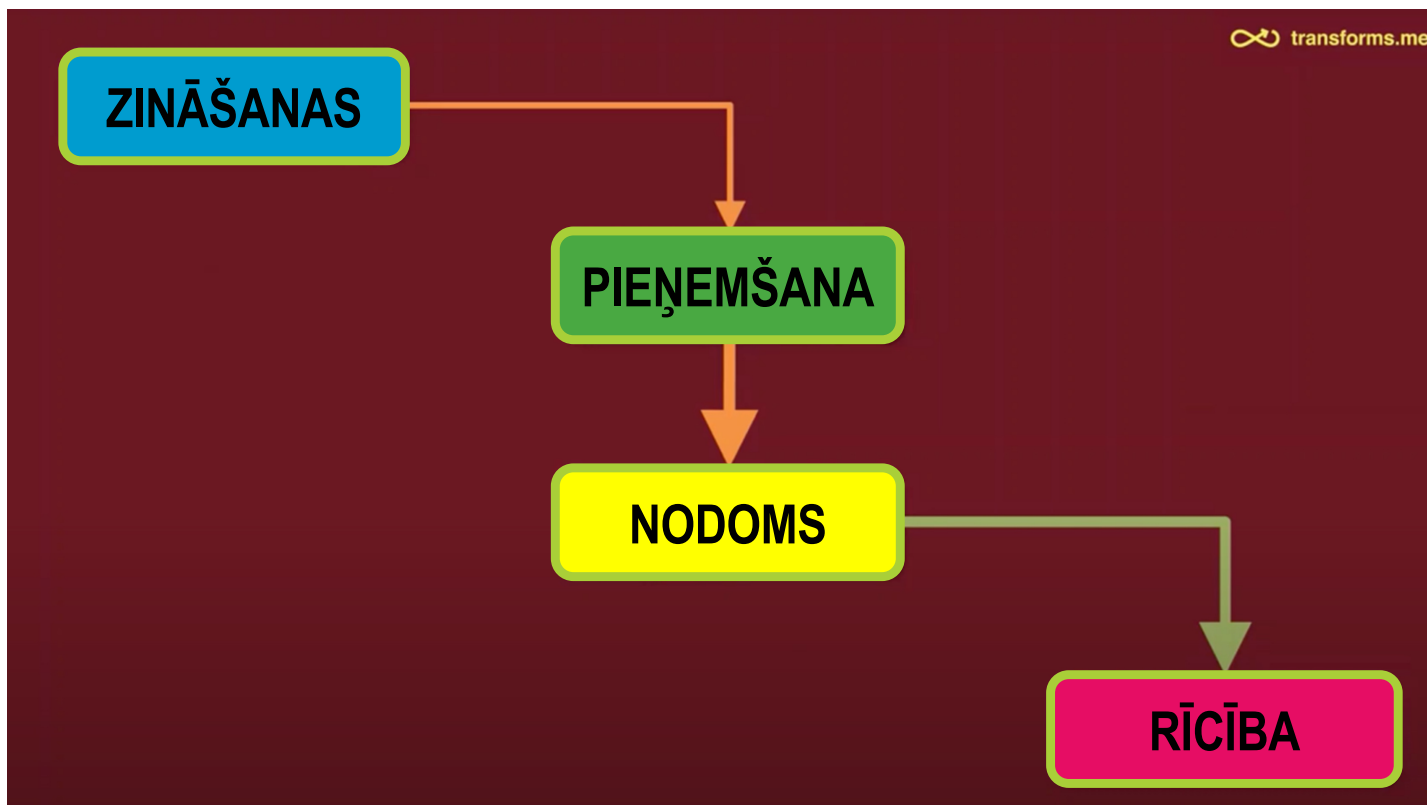 transforms.me
ZINĀŠANAS
PIEŅEMŠANA
NODOMS
RĪCĪBA